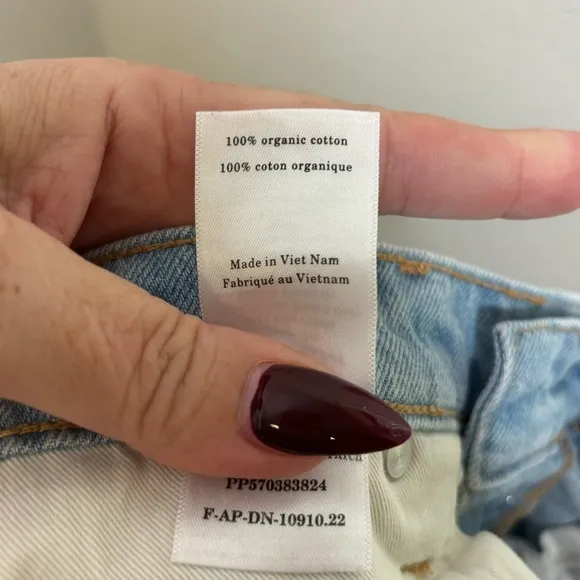 100% organic cotton
100% coton organique
Made in Viet Nam
Fabriqué au Vietnam
PP570383824
F-AP-DN-10910.22